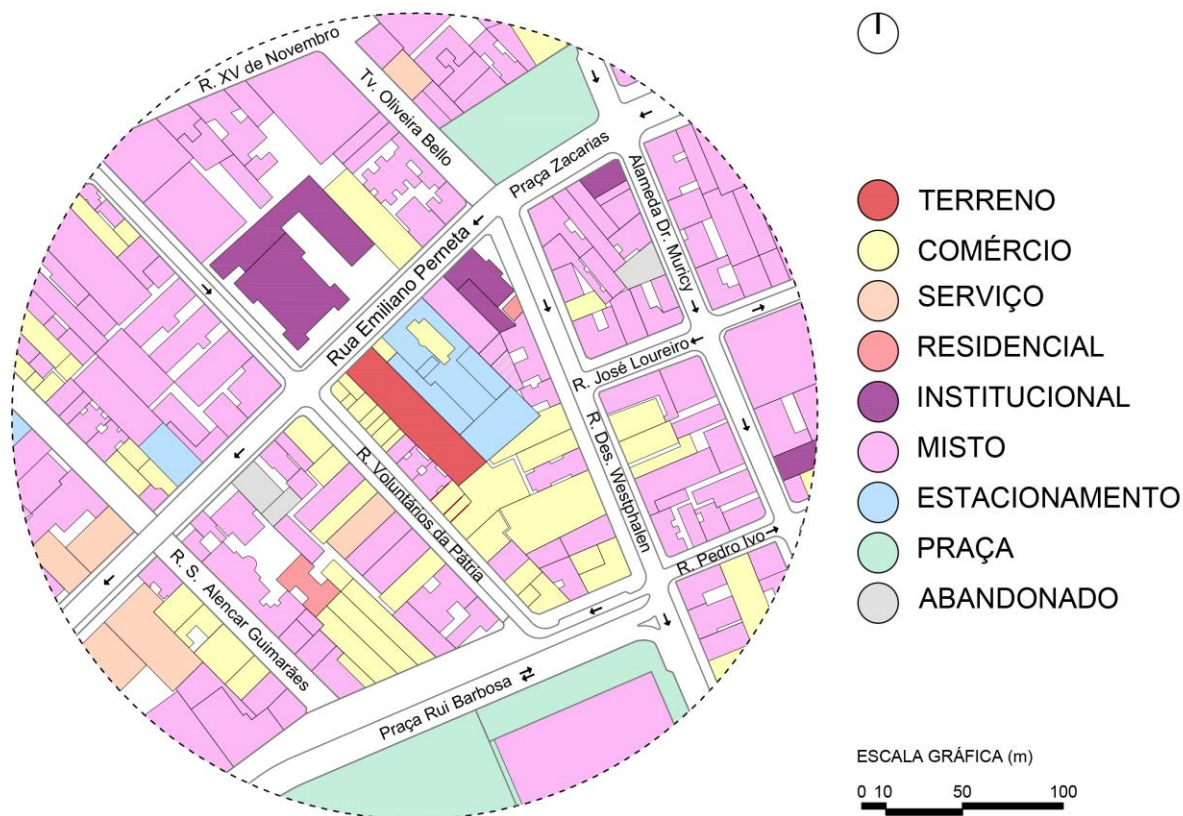 R. XV de Novembro
Tv. Oliveira Bello
Praça Zacarias
Alameda Dr. Muricy
Rua Emiliano Perneta
R. José Loureiro
R. Des. Westphalen
R. Voluntários da Pátria
R. Pedro Ivo
R. S. Alencar Guimarães
Praça Rui Barbosa
TERRENO
COMÉRCIO
SERVIÇO
RESIDENCIAL
INSTITUCIONAL
MISTO
ESTACIONAMENTO
PRAÇA
ABANDONADO
ESCALA GRÁFICA (m)
0 10 50 100